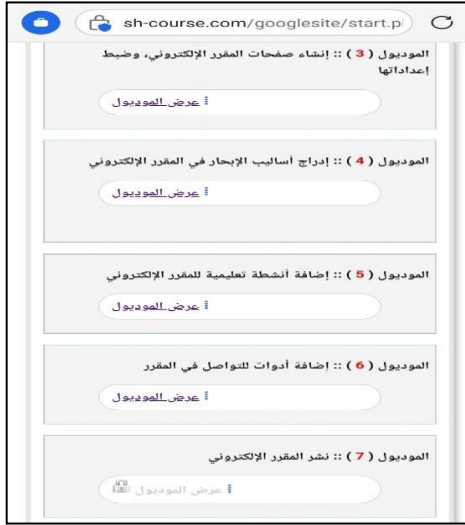 sh-course.com/googlesite/start.p
الموديول ( 3 ) :: إنشاء صفحات المقرر الإلكتروني، وضبط
إعداداتها
عرض الموديول
الموديول ( 4 ) :: إدراج أساليب الإبحار في المقرر الإلكتروني
عرض الموديول
الموديول ( 5 ) :: إضافة أنشطة تعليمية للمقرر الإلكتروني
عرض الموديول
الموديول ( 6 ) :: إضافة أدوات للتواصل في المقرر
عرض الموديول
الموديول ( 7 ) :: نشر المقرر الإلكتروني
عرض الموديول